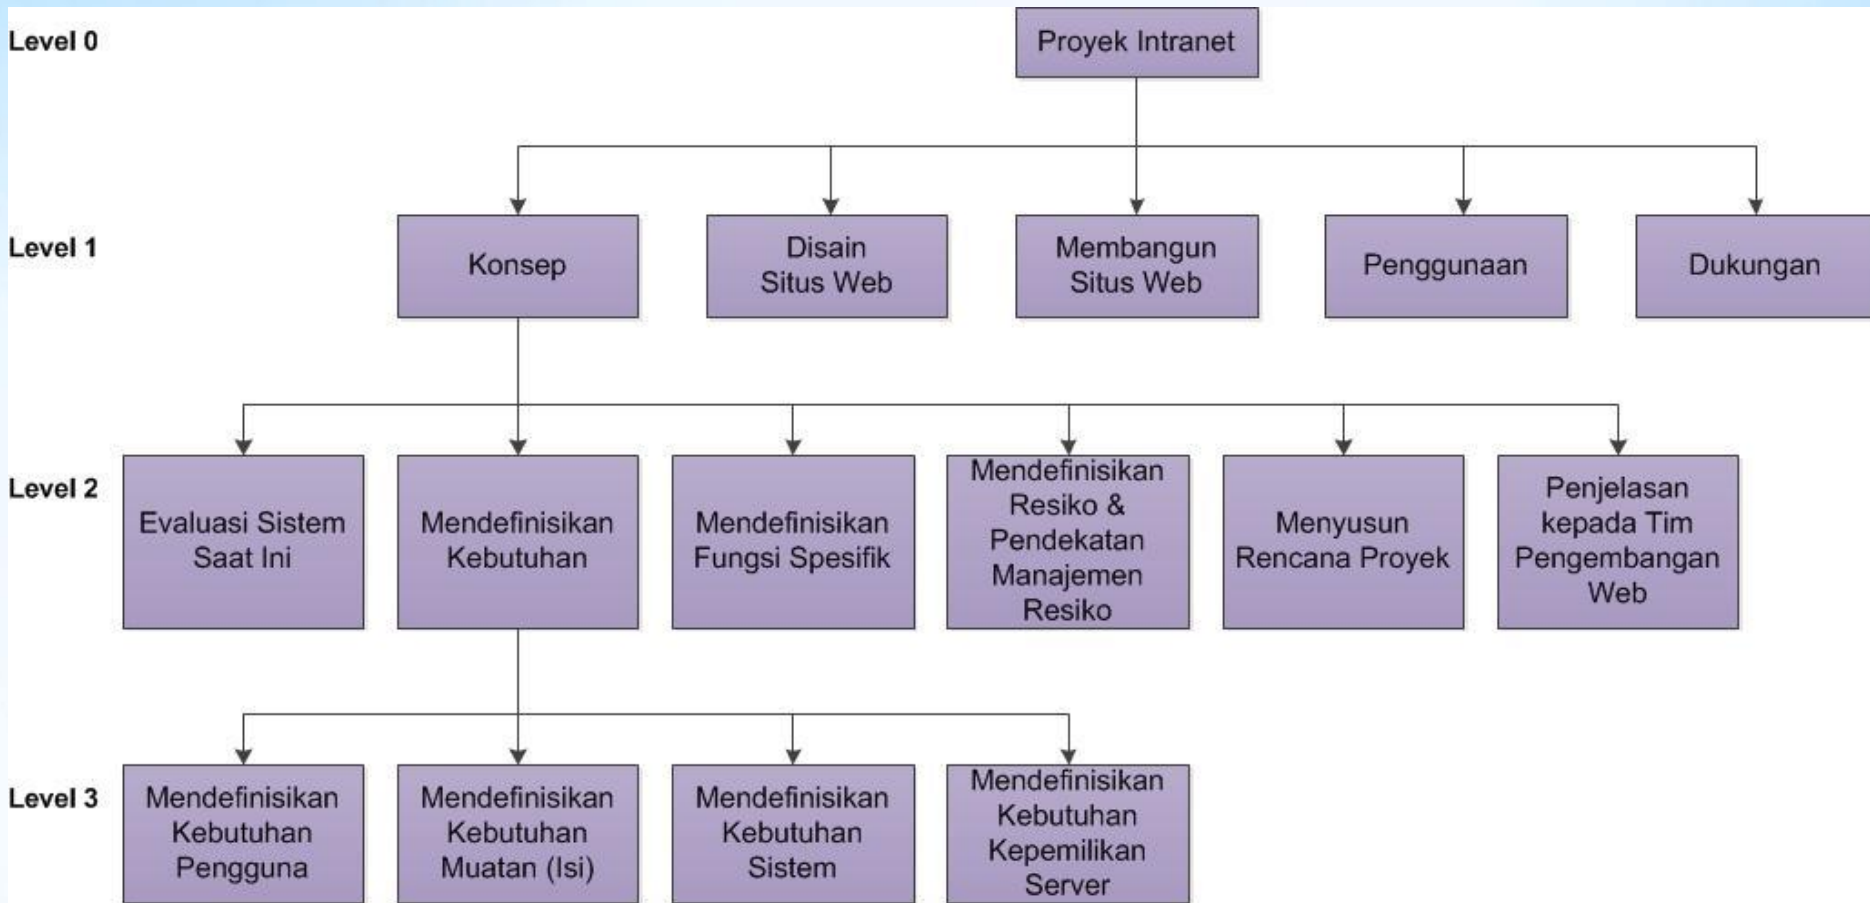 Level 0
Proyek Intranet
Level 1
Konsep
Disain
Situs Web
Membangun
Situs Web
Penggunaan
Dukungan
Level 2
Evaluasi Sistem
Saat Ini
Mendefinisikan
Kebutuhan
Mendefinisikan
Fungsi Spesifik
Mendefinisikan
Resiko &
Pendekatan
Manajemen
Resiko
Menyusun
Rencana Proyek
Penjelasan
kepada Tim
Pengembangan
Web
Level 3
Mendefinisikan
Kebutuhan
Pengguna
Mendefinisikan
Kebutuhan
Muatan (Isi)
Mendefinisikan
Kebutuhan
Sistem
Mendefinisikan
Kebutuhan
Kepemilikan
Server